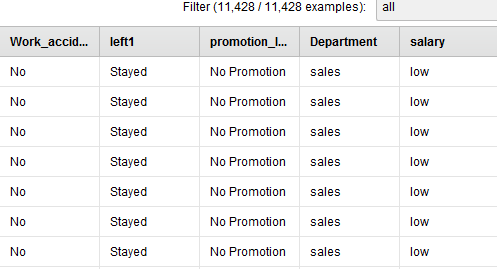 Filter (11,428 / 11,428 examples): all
Work_accid... left1 promotion_l... Department salary
No Stayed No Promotion sales low
No Stayed No Promotion sales low
No Stayed No Promotion sales low
No Stayed No Promotion sales low
No Stayed No Promotion sales low
No Stayed No Promotion sales low
No Stayed No Promotion sales low